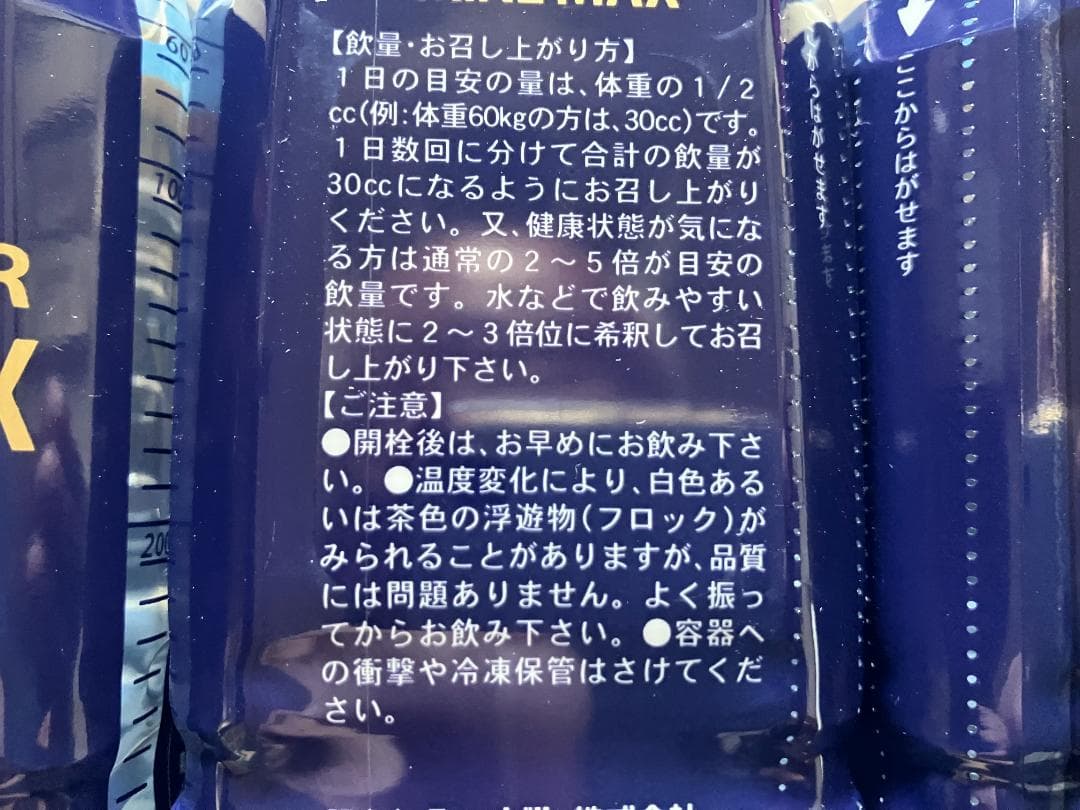 【飲量・お召し上がり方】
1日の目安の量は、体重の1/2
cc(例:体重60kgの方は、30cc)です。
1日数回に分けて合計の飲量が
30ccになるようにお召し上がり
ください。又、健康状態が気にな
る方は通常の2～5倍が目安の
飲量です。水などで飲みやすい
状態に2～3倍位に希釈してお召
し上がり下さい。
【ご注意】
●開栓後は、お早めにお飲み下さ
い。●温度変化により、白色ある
いは茶色の浮遊物(フロック)が
みられることがありますが、品質
には問題ありません。よく振っ
てからお飲み下さい。●容器へ
の衝撃や冷凍保管はさけてくだ
さい。
ここからはがせます
からはがせます
R
X
MAX
200